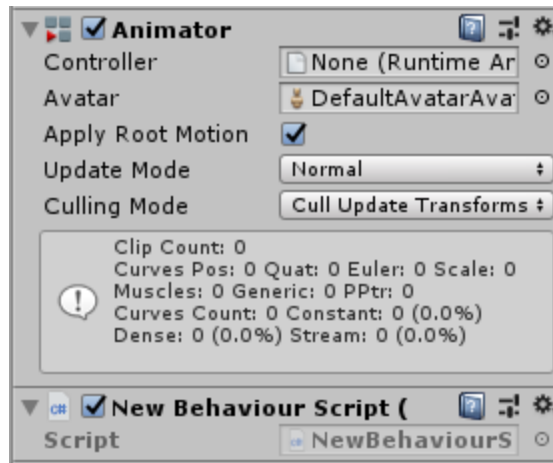 Animator
Controller None (Runtime Ar
Avatar DefaultAvatarAva
Apply Root Motion
Update Mode Normal
Culling Mode Cull Update Transforms
Clip Count: 0
Curves Pos: 0 Quat: 0 Euler: 0 Scale: 0
Muscles: 0 Generic: 0 PPtr: 0
Curves Count: 0 Constant: 0 (0.0%)
Dense: 0 (0.0%) Stream: 0 (0.0%)
C# New Behaviour Script (
Script NewBehaviourS